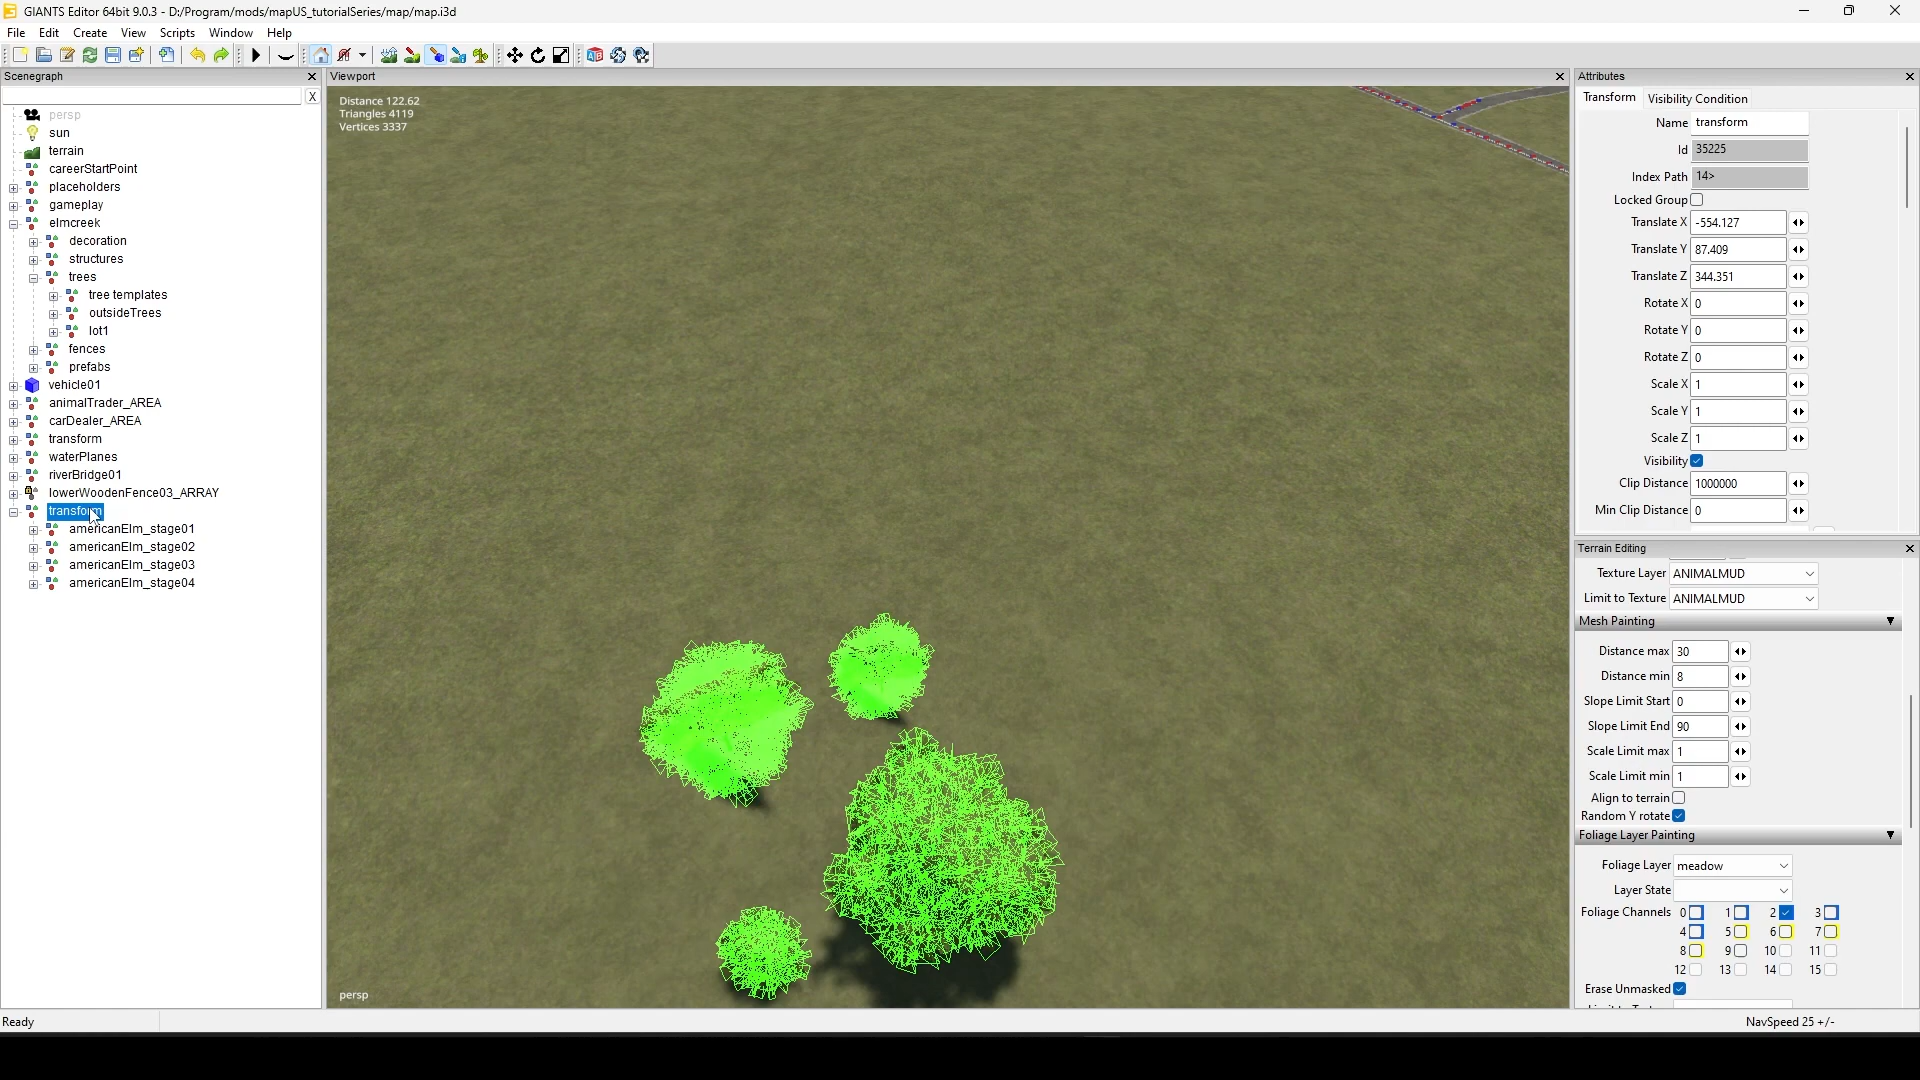 GIANTS Editor 64bit 9.0.3 - D:/Program/mods/mapUS_tutorialSeries/map/map.i3d
File Edit Create View Scripts Window Help
Scenegraph
X
persp
sun
terrain
careerStartPoint
placeholders
gameplay
elmcreek
decoration
structures
trees
tree templates
outsideTrees
lot1
fences
prefabs
vehicle01
animalTrader_AREA
carDealer_AREA
transform
waterPlanes
riverBridge01
lowerWoodenFence03_ARRAY
transform
americanElm_stage01
americanElm_stage02
americanElm_stage03
americanElm_stage04
Viewport
Distance 122.62
Triangles 4119
Vertices 3337
persp
Attributes
Transform Visibility Condition
Name transform
Id 35225
Index Path 14>
Locked Group
Translate X -554.127
Translate Y 87.409
Translate Z 344.351
Rotate X 0
Rotate Y 0
Rotate Z 0
Scale X 1
Scale Y 1
Scale Z 1
Visibility
Clip Distance 1000000
Min Clip Distance 0
Terrain Editing
Texture Layer ANIMALMUD
Limit to Texture ANIMALMUD
Mesh Painting
Distance max 30
Distance min 8
Slope Limit Start 0
Slope Limit End 90
Scale Limit max 1
Scale Limit min 1
Align to terrain
Random Y rotate
Foliage Layer Painting
Foliage Layer meadow
Layer State
Foliage Channels 0 1 2 3
4 5 6 7
8 9 10 11
12 13 14 15
Erase Unmasked
Ready
NavSpeed 25 +/-